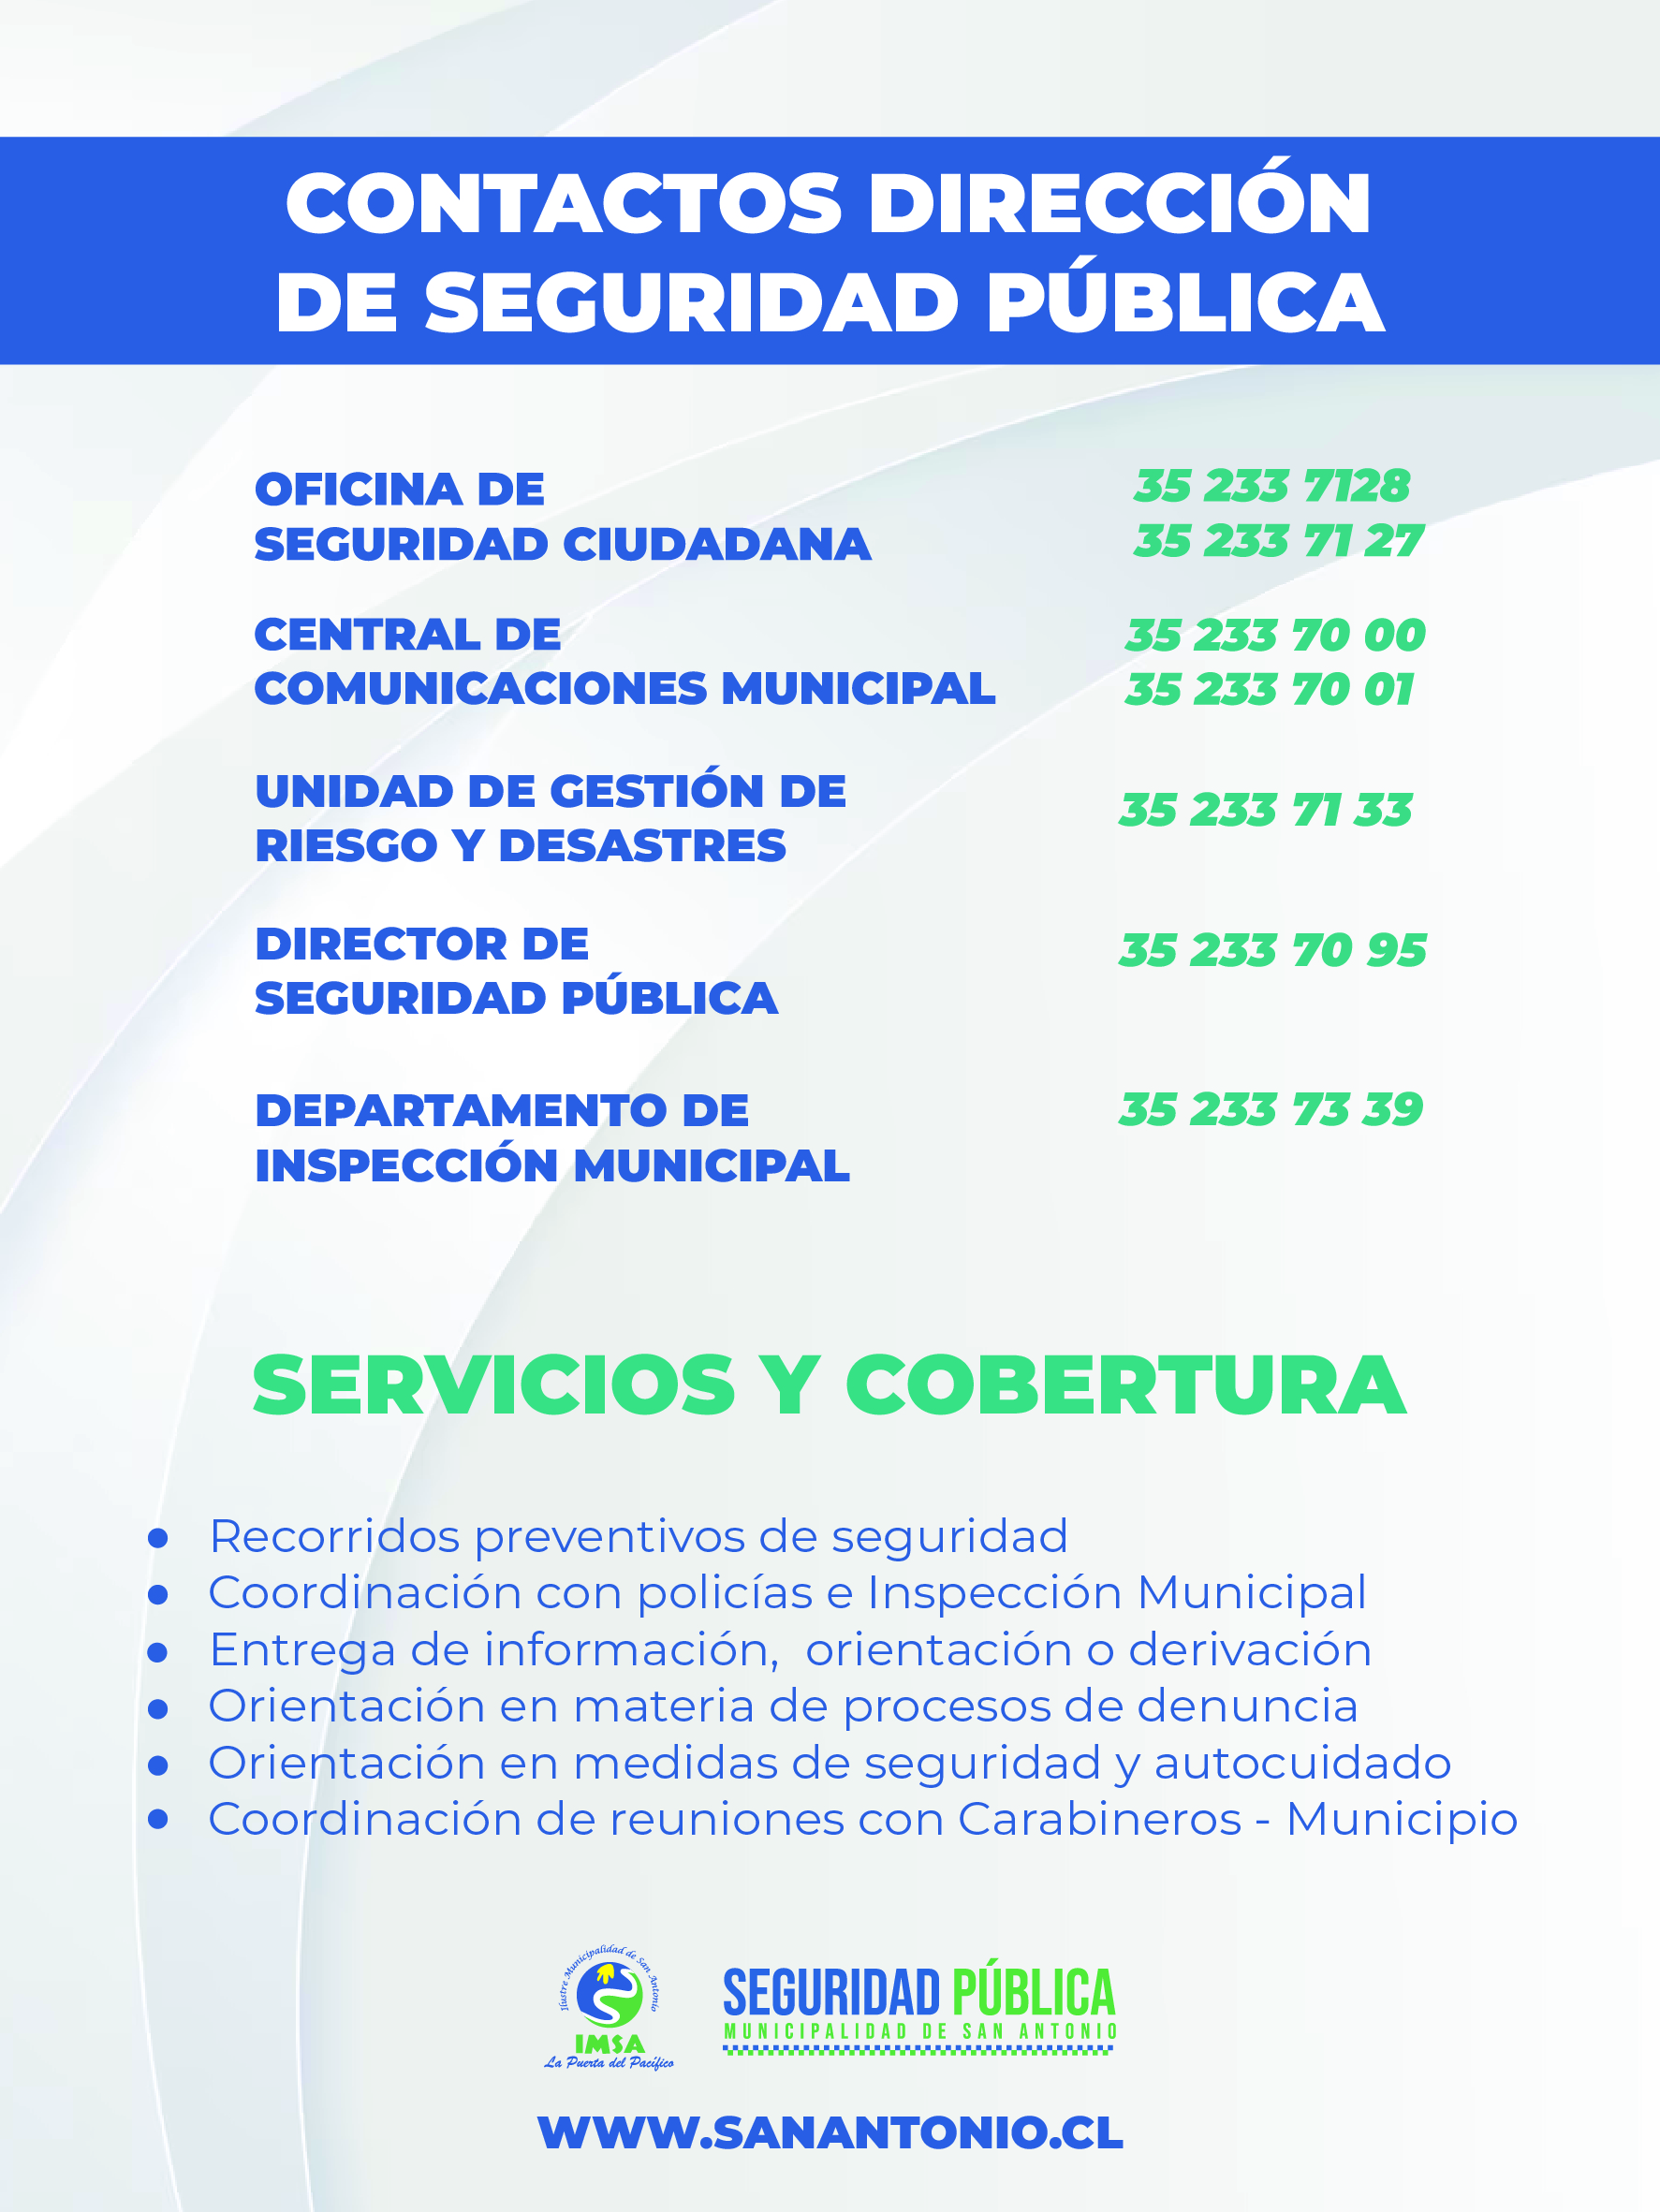 CONTACTOS DIRECCIÓN
DE SEGURIDAD PÚBLICA
OFICINA DE
SEGURIDAD CIUDADANA
35 233 7128
35 233 71 27
CENTRAL DE
COMUNICACIONES MUNICIPAL
35 233 70 00
35 233 70 01
UNIDAD DE GESTIÓN DE
RIESGO Y DESASTRES
35 233 71 33
DIRECTOR DE
SEGURIDAD PÚBLICA
35 233 70 95
DEPARTAMENTO DE
INSPECCIÓN MUNICIPAL
35 233 73 39
SERVICIOS Y COBERTURA
● Recorridos preventivos de seguridad
● Coordinación con policías e Inspección Municipal
● Entrega de información,  orientación o derivación
● Orientación en materia de procesos de denuncia
● Orientación en medidas de seguridad y autocuidado
● Coordinación de reuniones con Carabineros - Municipio
Ilustre Municipalidad de San Antonio
IMSA
La Puerta del Pacífico
SEGURIDAD PÚBLICA
MUNICIPALIDAD DE SAN ANTONIO
WWW.SANANTONIO.CL